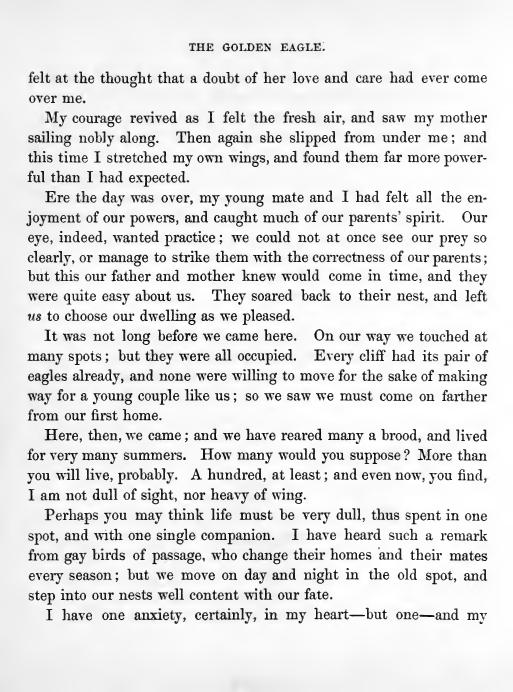 THE GOLDEN EAGLE.
felt at the thought that a doubt of her love and care had ever come
over me.
My courage revived as I felt the fresh air, and saw my mother
sailing nobly along. Then again she slipped from under me; and
this time I stretched my own wings, and found them far more power-
ful than I had expected.
Ere the day was over, my young mate and I had felt all the en-
joyment of our powers, and caught much of our parents' spirit. Our
eye, indeed, wanted practice; we could not at once see our prey so
clearly, or manage to strike them with the correctness of our parents;
but this our father and mother knew would come in time, and they
were quite easy about us. They soared back to their nest, and left
us to choose our dwelling as we pleased.
It was not long before we came here. On our way we touched at
many spots; but they were all occupied. Every cliff had its pair of
eagles already, and none were willing to move for the sake of making
way for a young couple like us; so we saw we must come on farther
from our first home.
Here, then, we came; and we have reared many a brood, and lived
for very many summers. How many would you suppose? More than
you will live, probably. A hundred, at least; and even now, you find,
I am not dull of sight, nor heavy of wing.
Perhaps you may think life must be very dull, thus spent in one
spot, and with one single companion. I have heard such a remark
from gay birds of passage, who change their homes and their mates
every season; but we move on day and night in the old spot, and
step into our nests well content with our fate.
I have one anxiety, certainly, in my heart—but one—and my